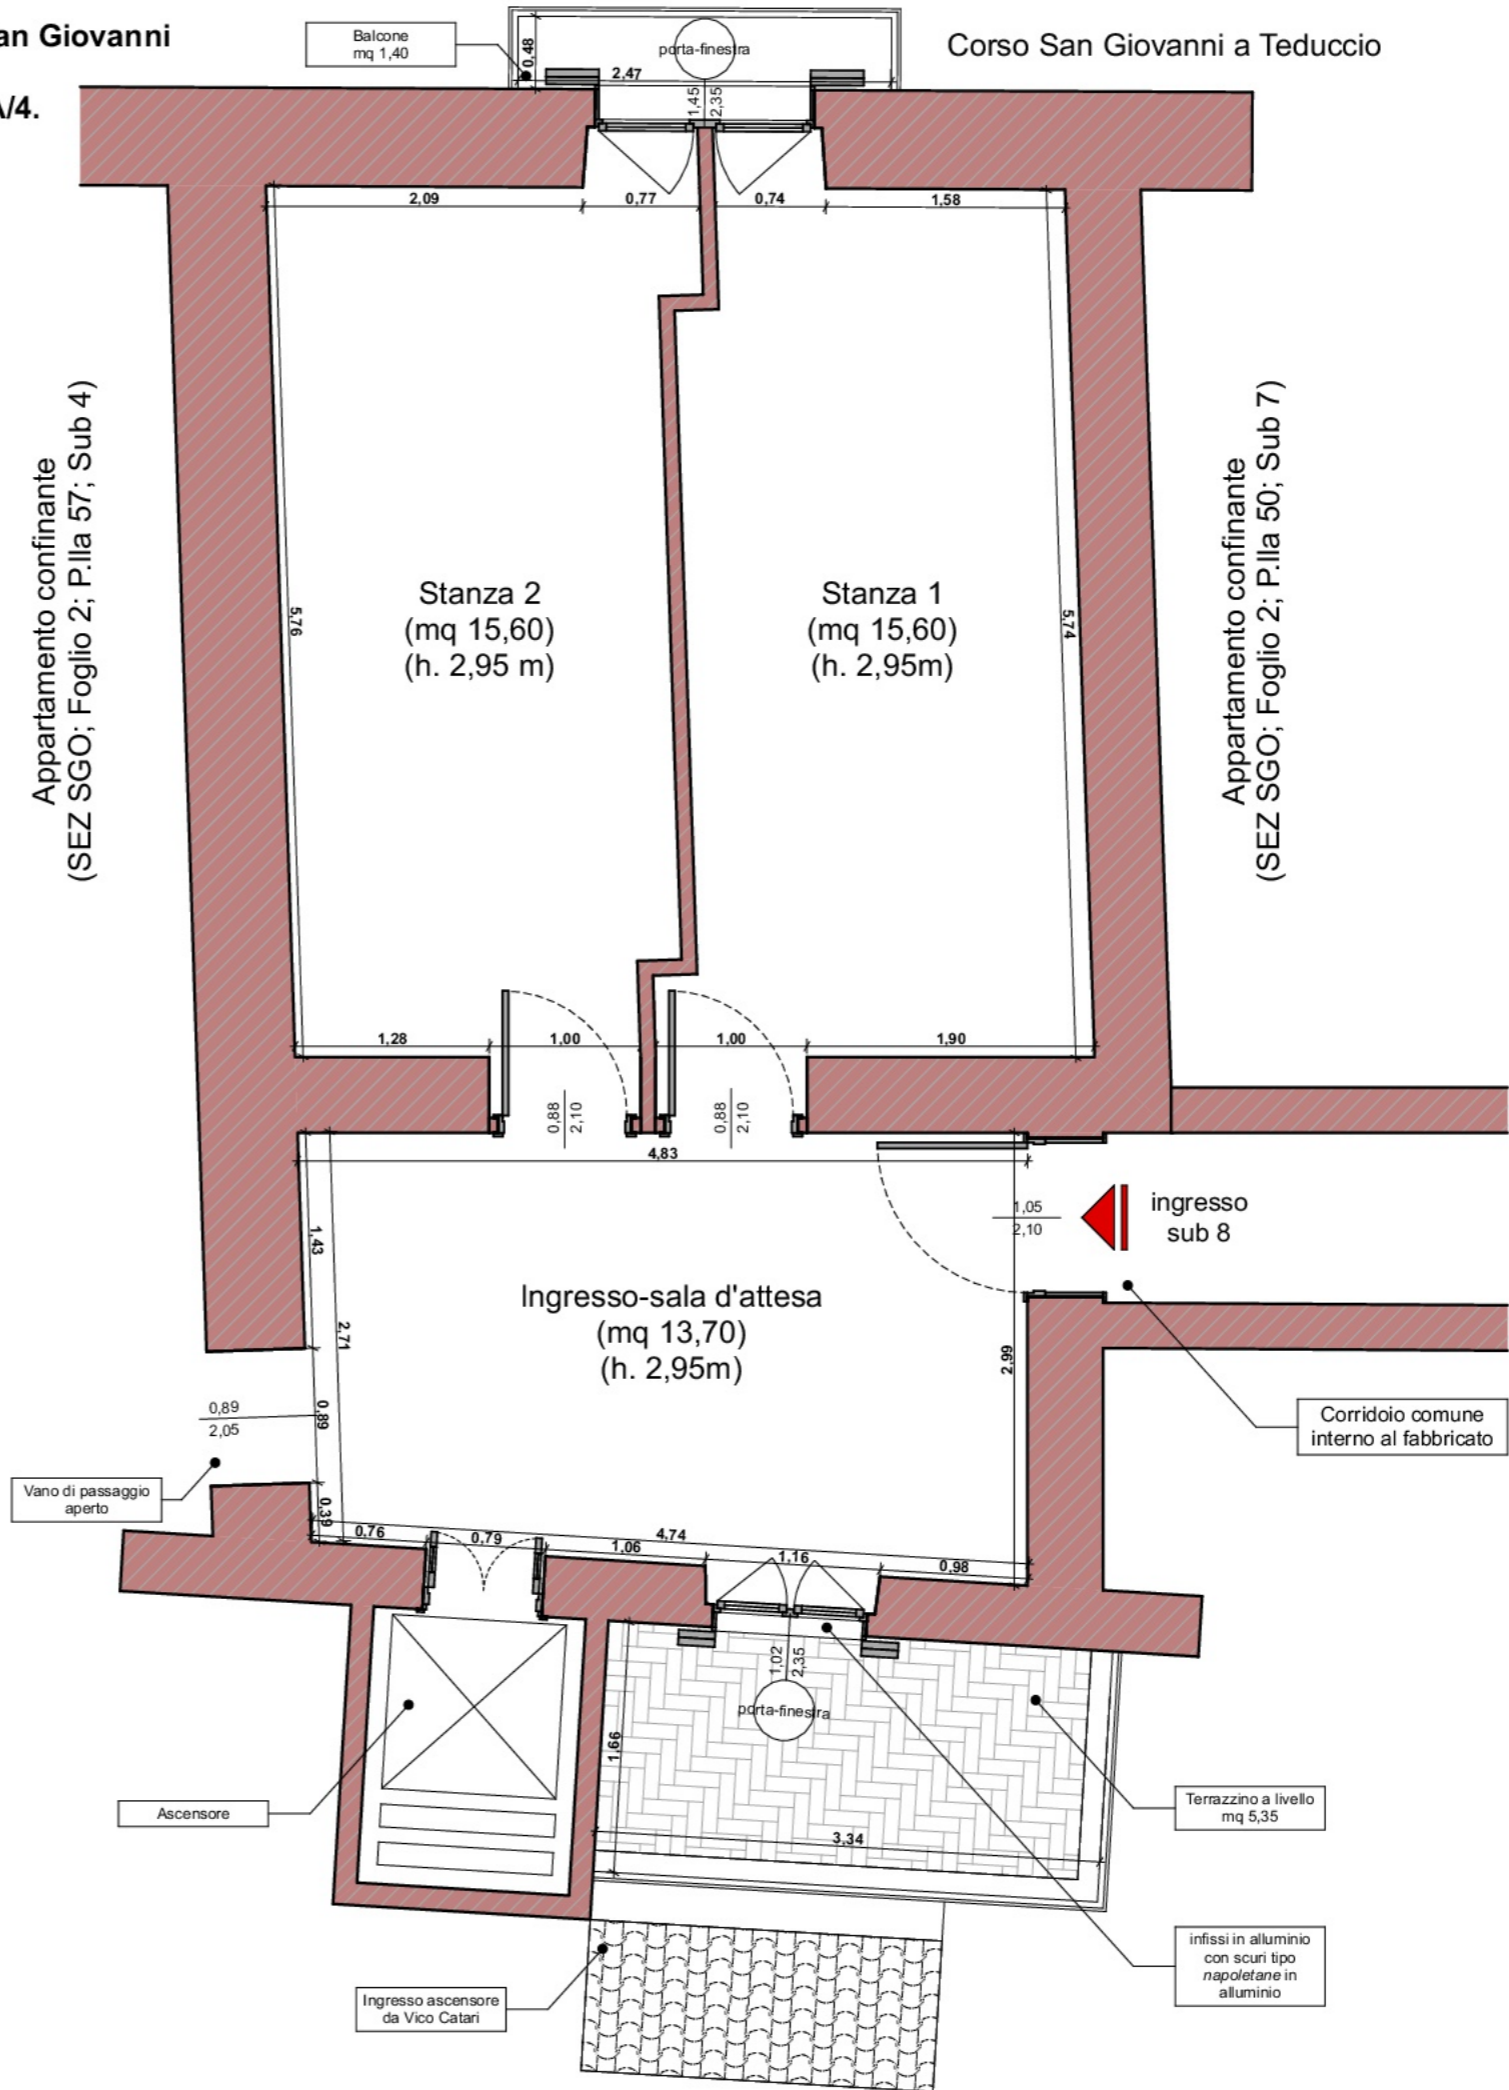 an Giovanni
A/4.
Balcone
mq 1,40
Corso San Giovanni a Teduccio
0,48
porta-finestra
2,47
1,45
2,35
2,09
0,77
0,74
1,58
Appartamento confinante
(SEZ SGO; Foglio 2; P.lla 57; Sub 4)
5,76
Stanza 2
(mq 15,60)
(h. 2,95 m)
Stanza 1
(mq 15,60)
(h. 2,95m)
5,74
Appartamento confinante
(SEZ SGO; Foglio 2; P.lla 50; Sub 7)
1,28
1,00
1,00
1,90
0,88
2,10
0,88
2,10
4,83
1,43
2,71
1,05
2,10
ingresso
sub 8
Ingresso-sala d'attesa
(mq 13,70)
(h. 2,95m)
2,99
0,89
2,05
0,89
Corridoio comune
interno al fabbricato
Vano di passaggio
aperto
0,39
0,76
0,79
4,74
1,06
1,16
0,98
1,02
2,35
porta-finestra
1,66
Ascensore
Terrazzino a livello
mq 5,35
3,34
infissi in alluminio
con scuri tipo
napoletane in
alluminio
Ingresso ascensore
da Vico Catari